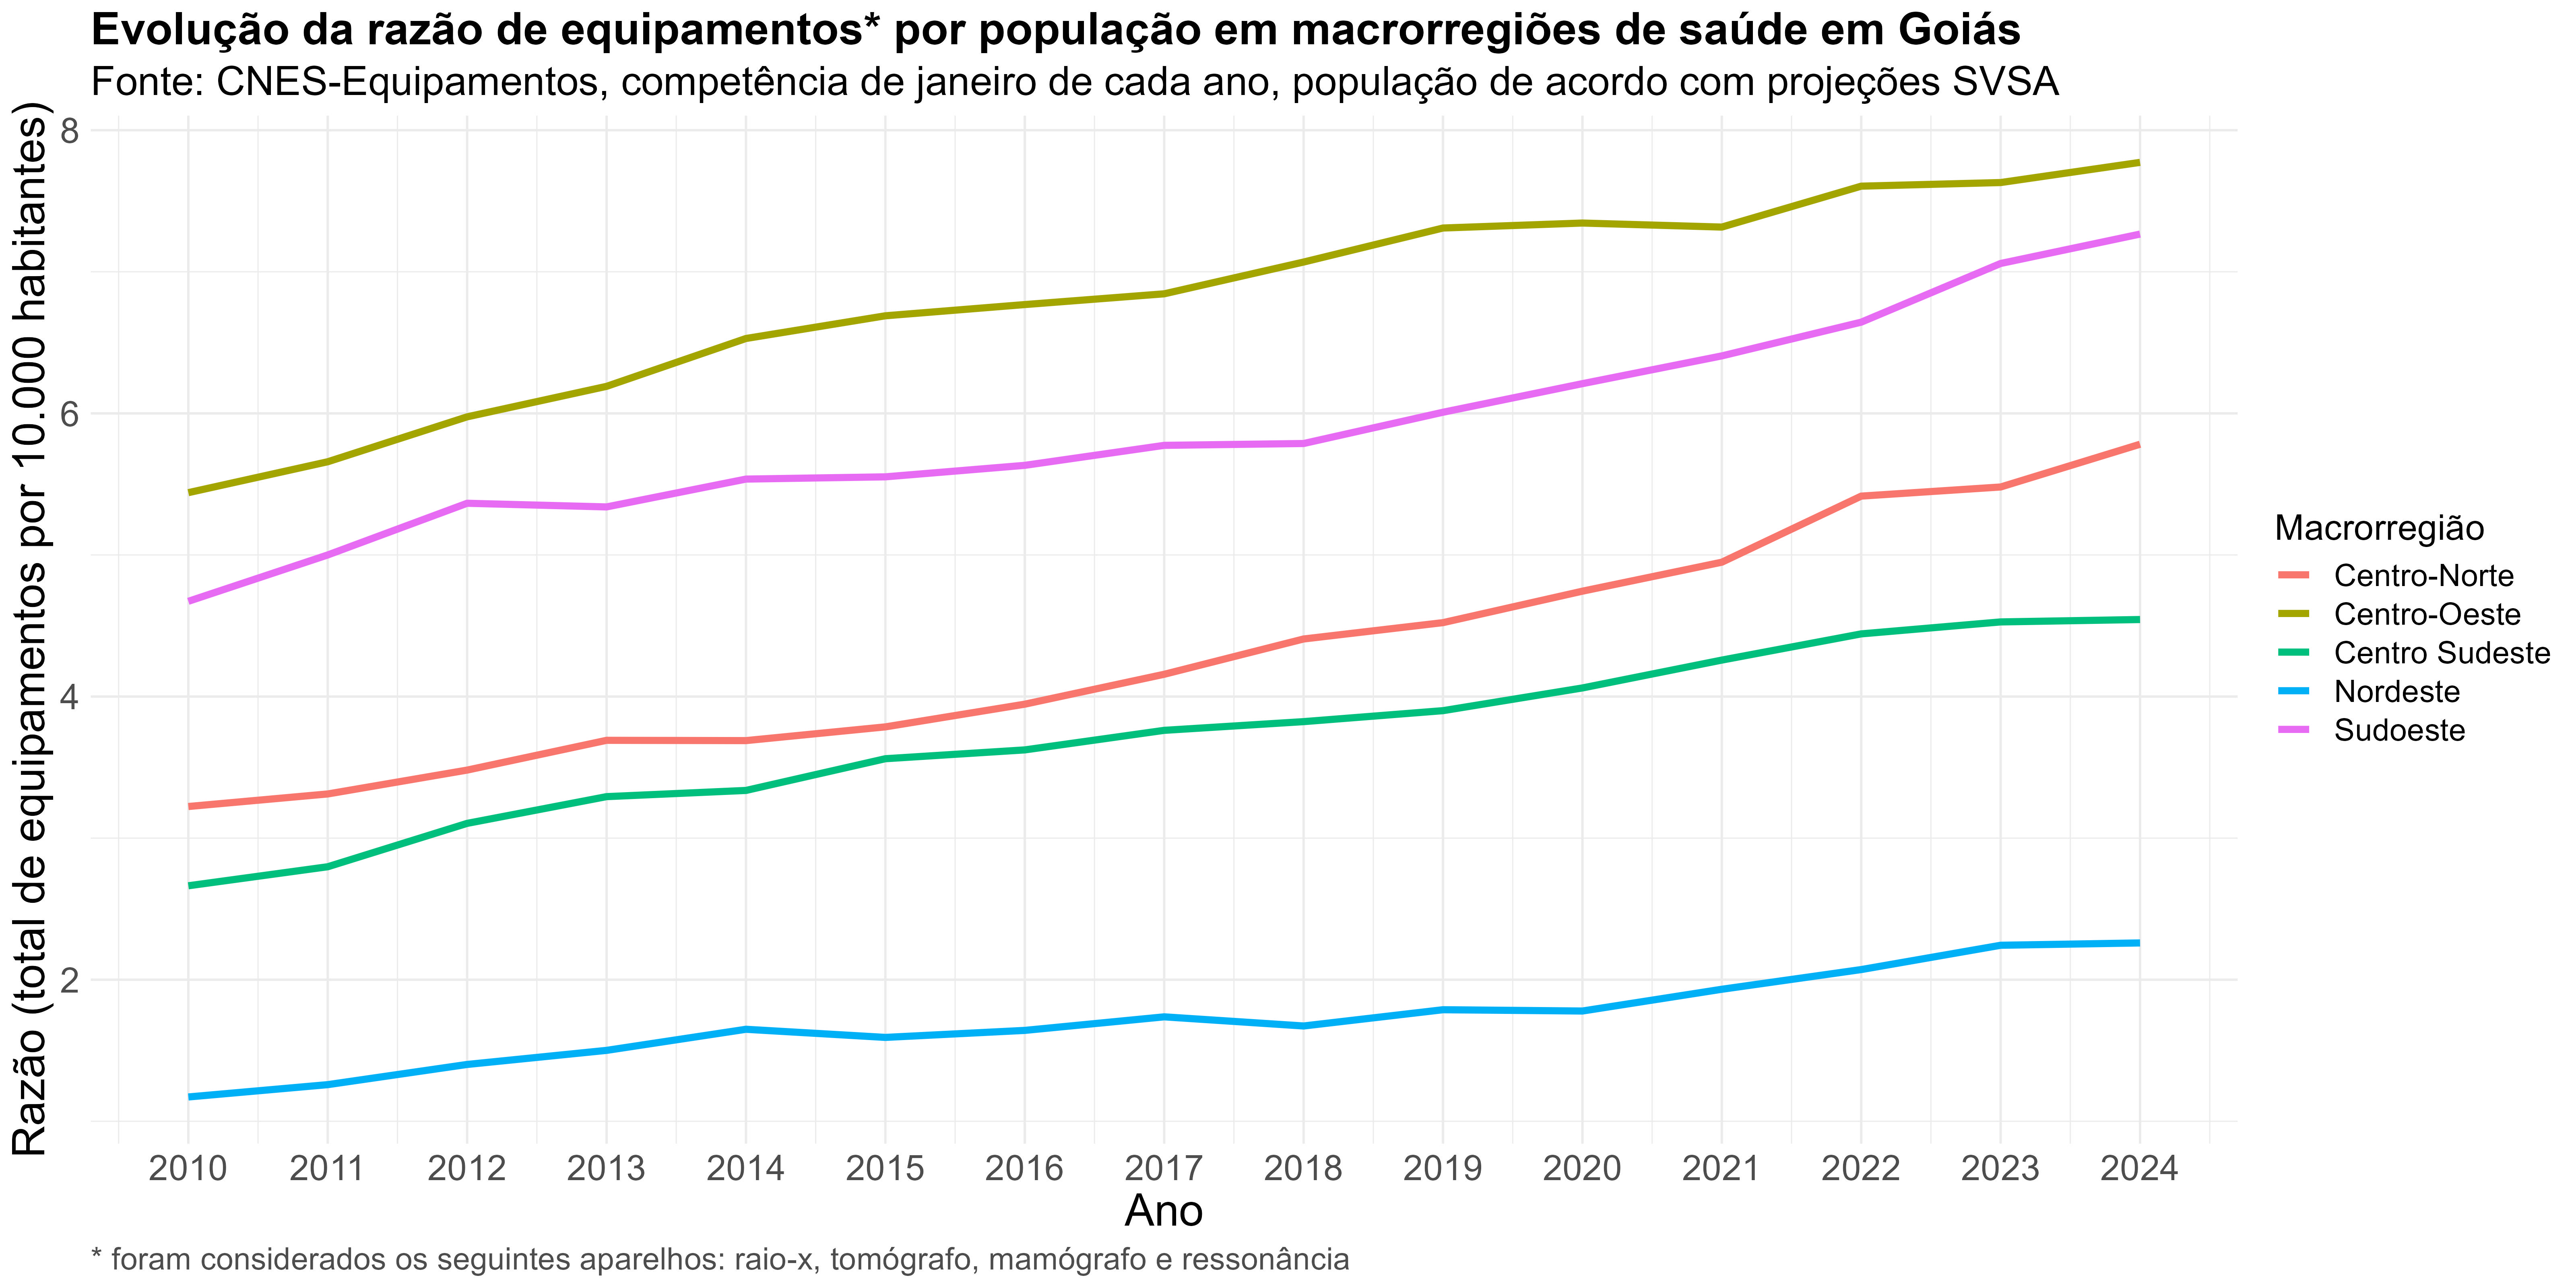 Evolução da razão de equipamentos* por população em macrorregiões de saúde em Goiás
Fonte: CNES-Equipamentos, competência de janeiro de cada ano, população de acordo com projeções SVSA
Razão (total de equipamentos por 10.000 habitantes)
8
6
4
2
2010 2011 2012 2013 2014 2015 2016 2017 2018 2019 2020 2021 2022 2023 2024
Ano
Macrorregião
Centro-Norte
Centro-Oeste
Centro Sudeste
Nordeste
Sudoeste
* foram considerados os seguintes aparelhos: raio-x, tomógrafo, mamógrafo e ressonância